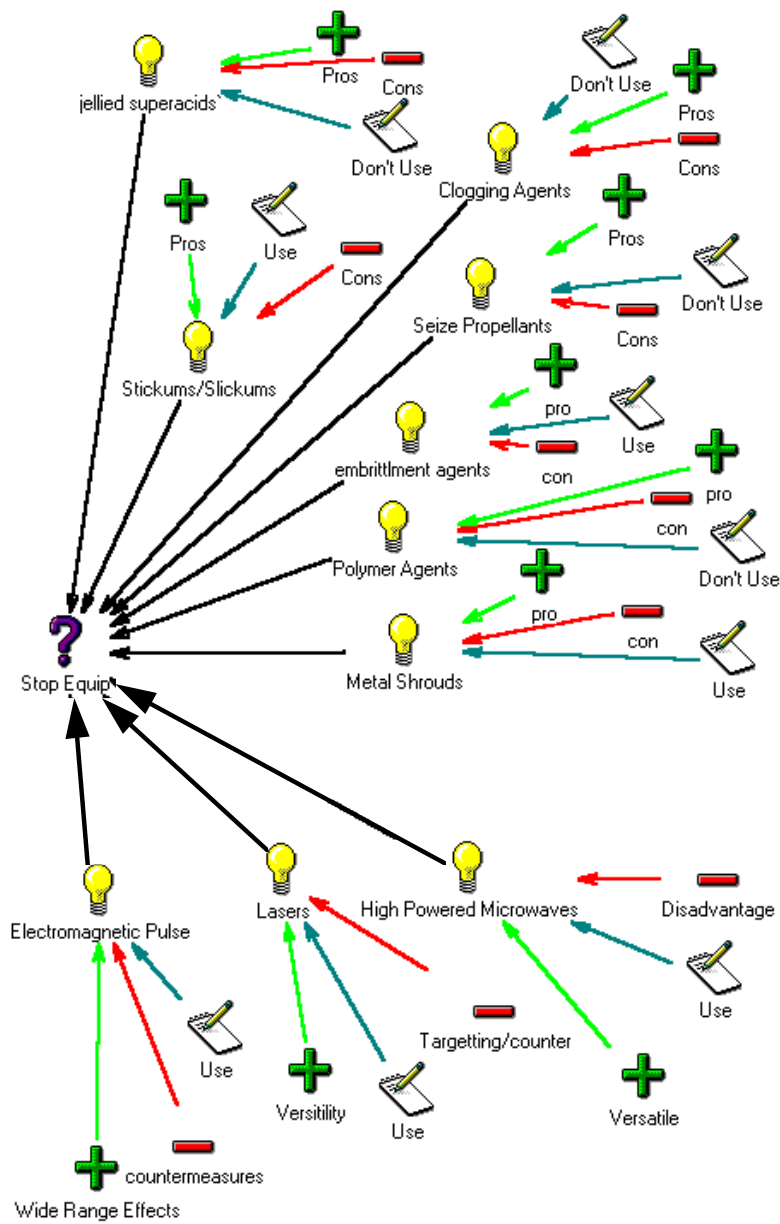 Pros
Cons
jellied superacids`
Don't Use
Don't Use
Pros
Cons
Clogging Agents
Pros
Use
Cons
Pros
Don't Use
Cons
Seize Propellants
Stickums/Slickums
pro
Use
con
embrittlment agents
pro
con
Don't Use
Polymer Agents
pro
con
Use
Metal Shrouds
Stop Equip
Electromagnetic Pulse
Lasers
High Powered Microwaves
Disadvantage
Use
Targetting/counter
Use
Versitility
Use
Versatile
countermeasures
Wide Range Effects